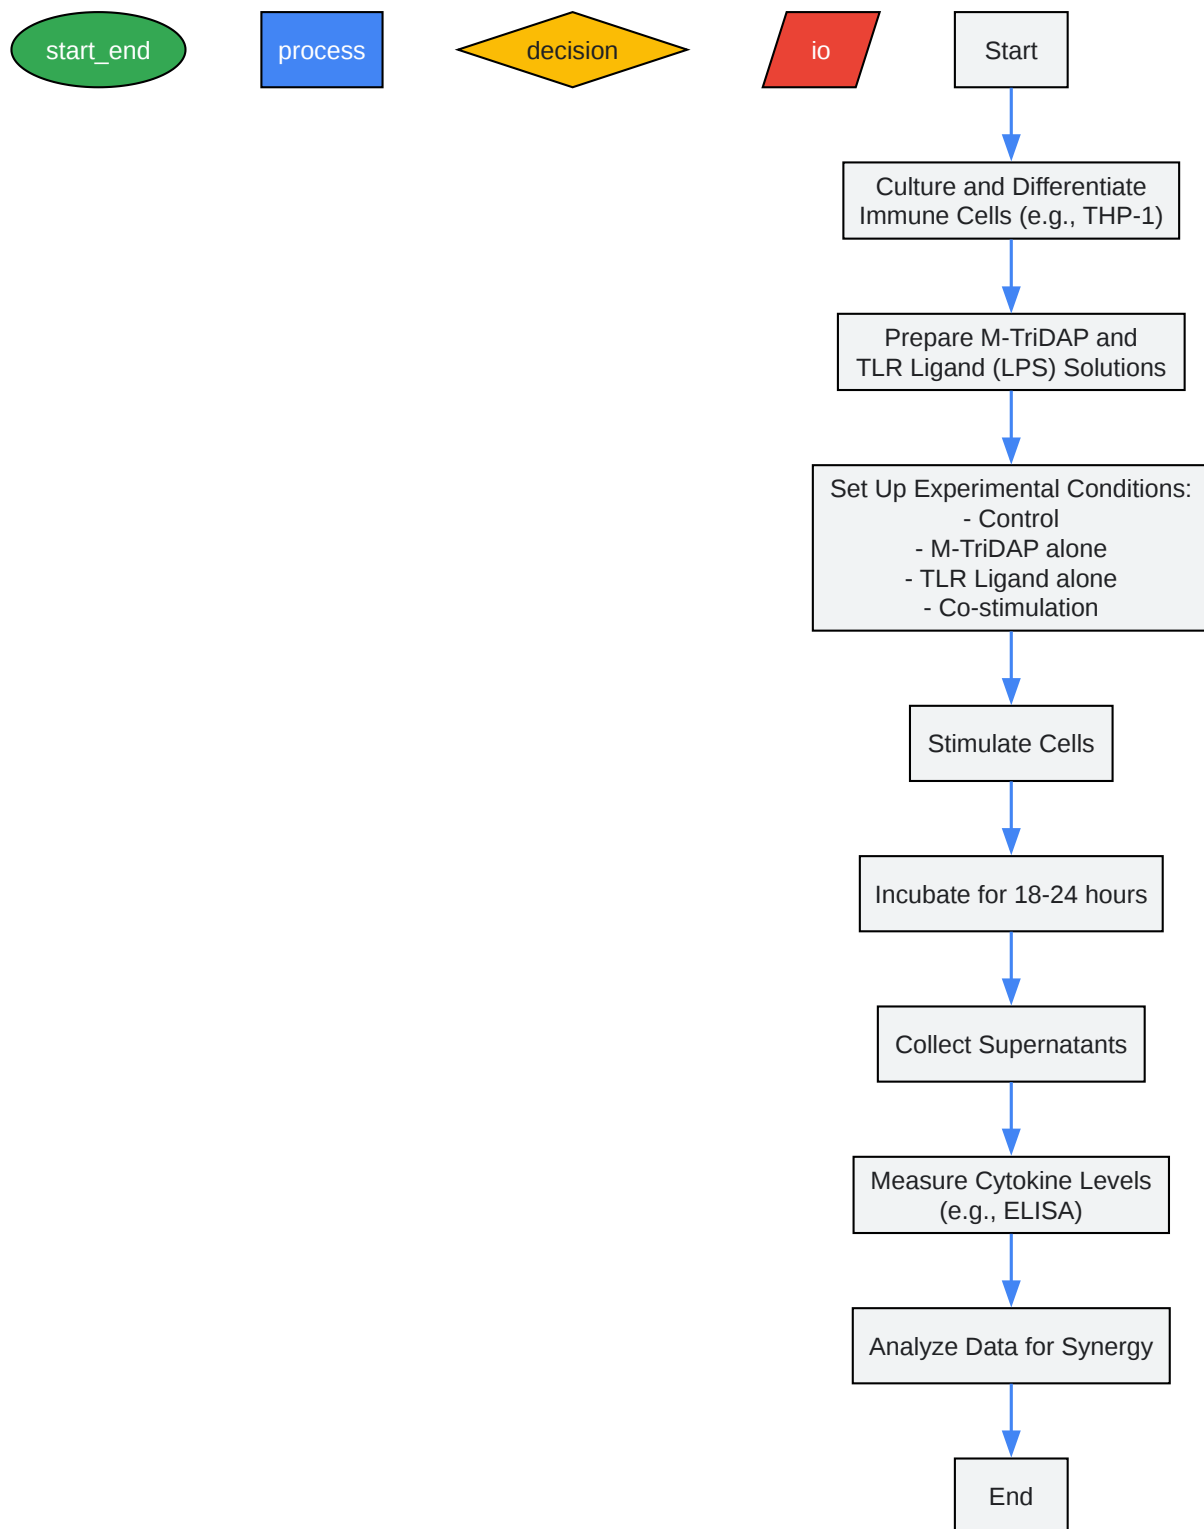 start_end
process
decision
io
Start
Culture and Differentiate
Immune Cells (e.g., THP-1)
Prepare M-TriDAP and
TLR Ligand (LPS) Solutions
Set Up Experimental Conditions:
- Control
- M-TriDAP alone
- TLR Ligand alone
- Co-stimulation
Stimulate Cells
Incubate for 18-24 hours
Collect Supernatants
Measure Cytokine Levels
(e.g., ELISA)
Analyze Data for Synergy
End